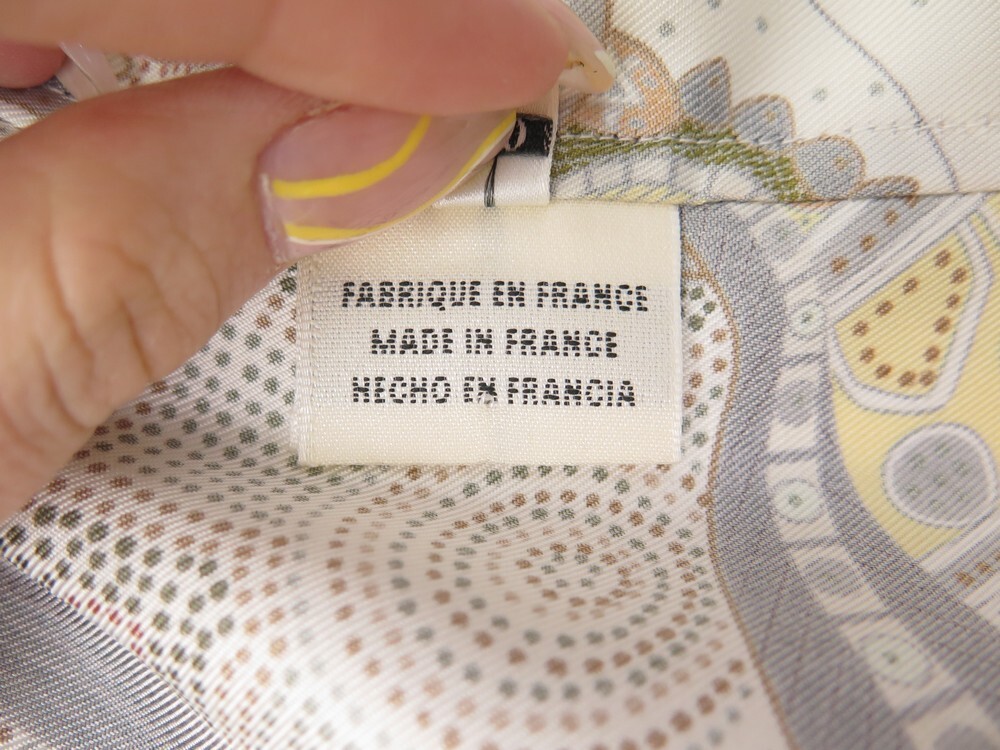 FABRIQUE EN FRANCE
MADE IN FRANCE
HECHO EN FRANCIA